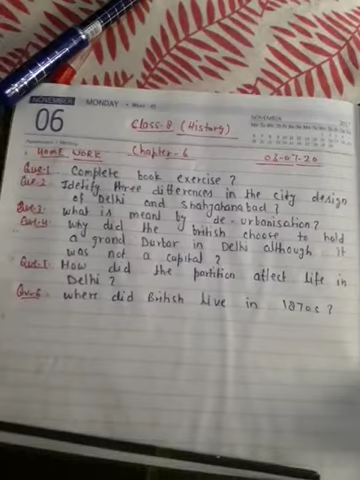 NOVEMBER MONDAY
NOVEMBER
06
Class-8 (History)
HOME WORK Chapter-6 03-07-20
Que-1 Complete book exercise ?
Que-2 Idetify three differences in the city design
of Delhi and Shahjahanabad ?
Que-3 what is meant by de-urbanisation ?
Que-4 why did the british choose to hold
a grand Durbar in Delhi although it
was not a capital ?
Que-5 How did the partition affect life in
Delhi ?
Que-6 where did British live in 1870s ?